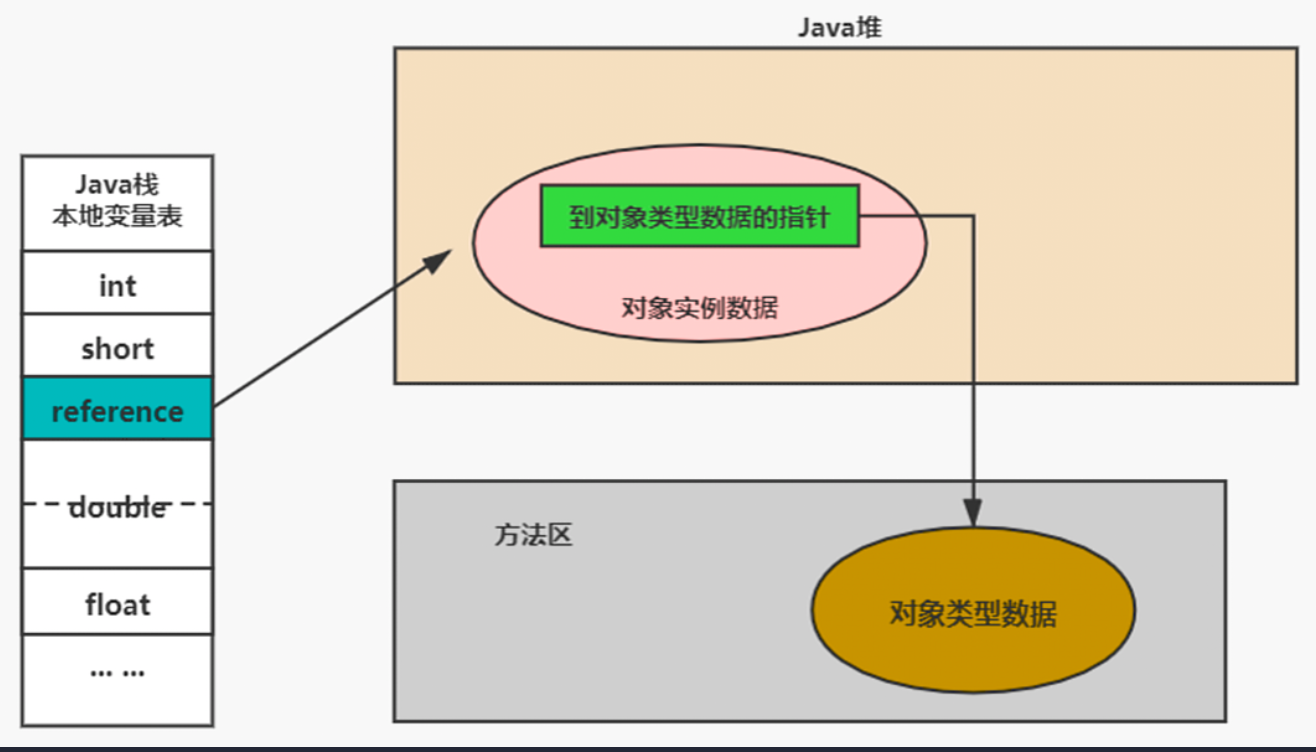 Java堆
Java栈
本地变量表
int
short
reference
double
float
... ...
到对象类型数据的指针
对象实例数据
方法区
对象类型数据